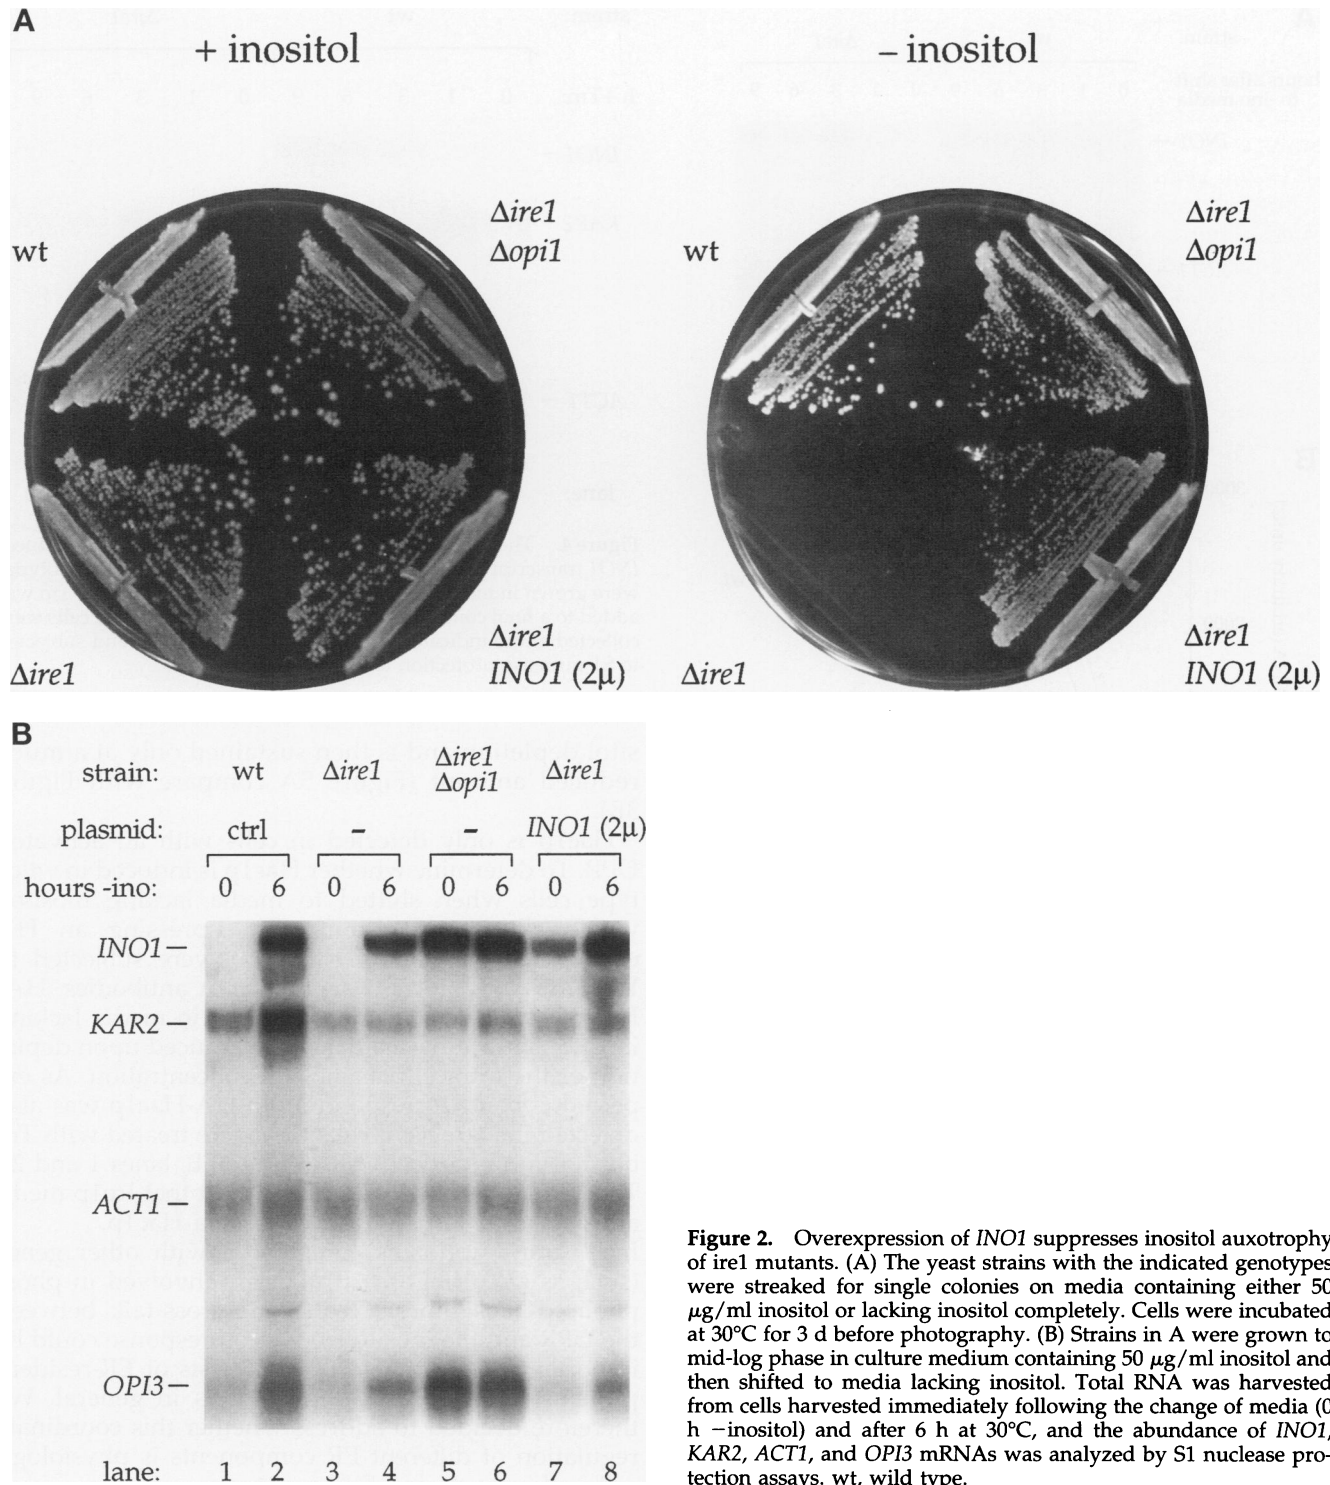 A
+ inositol
– inositol
wt
Δire1
Δopi1
wt
Δire1
Δopi1
Δire1
Δire1
INO1 (2µ)
Δire1
Δire1
INO1 (2µ)
B
strain: wt Δire1 Δire1 Δopi1 Δire1
plasmid: ctrl – – INO1 (2µ)
hours -ino: 0 6 0 6 0 6 0 6
INO1 –
KAR2 –
ACT1 –
OPI3 –
lane: 1 2 3 4 5 6 7 8
Figure 2. Overexpression of INO1 suppresses inositol auxotrophy
of ire1 mutants. (A) The yeast strains with the indicated genotypes
were streaked for single colonies on media containing either 50
µg/ml inositol or lacking inositol completely. Cells were incubated
at 30°C for 3 d before photography. (B) Strains in A were grown to
mid-log phase in culture medium containing 50 µg/ml inositol and
then shifted to media lacking inositol. Total RNA was harvested
from cells harvested immediately following the change of media (0
h −inositol) and after 6 h at 30°C, and the abundance of INO1,
KAR2, ACT1, and OPI3 mRNAs was analyzed by S1 nuclease pro-
tection assays. wt, wild type.